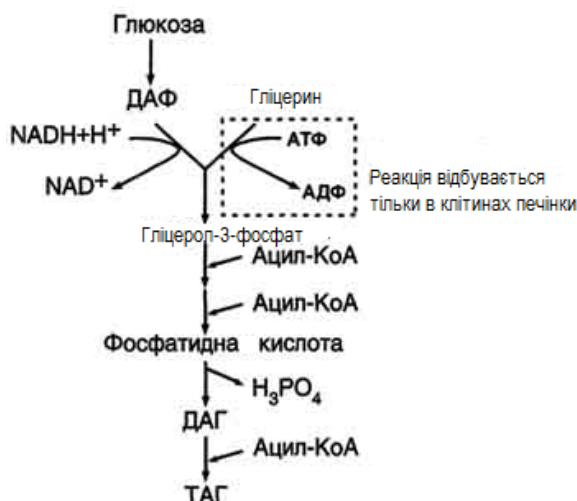 Глюкоза
ДАФ
Гліцерин
NADH+H⁺
АТФ
NAD⁺
АДФ
Реакція відбувається
тільки в клітинах печінки
Гліцерол-3-фосфат
Ацил-КоА
Ацил-КоА
Фосфатидна кислота
H₃PO₄
ДАГ
Ацил-КоА
ТАГ